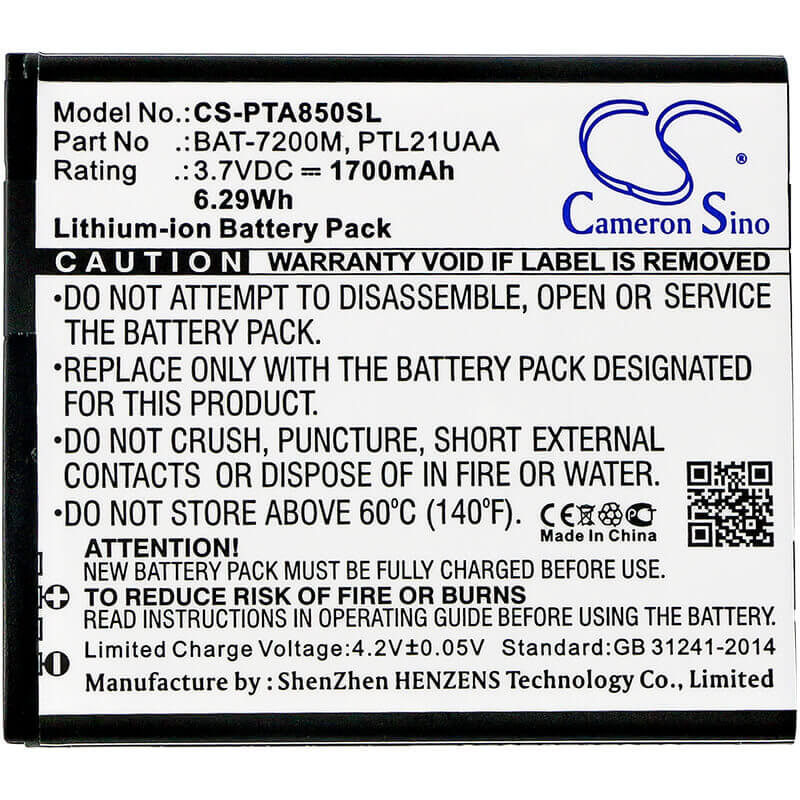 Model No.:CS-PTA850SL
Part No :BAT-7200M, PTL21UAA
Rating :3.7VDC ⎓ 1700mAh
6.29Wh
Lithium-ion Battery Pack
CS
®
Cameron Sino
CAUTION WARRANTY VOID IF LABEL IS REMOVED.
•DO NOT ATTEMPT TO DISASSEMBLE, OPEN OR SERVICE
THE BATTERY PACK.
•REPLACE ONLY WITH BATTERY PACK DESIGNATED
FOR THIS PRODUCT.
•DO NOT CRUSH, PUNCTURE, SHORT EXTERNAL
CONTACTS OR DISPOSE OF IN FIRE OR WATER.
•DO NOT STORE ABOVE 60°C (140°F).
CE
Made In China
ATTENTION!
NEW BATTERY PACK MUST BE FULLY CHARGED BEFORE USE.
TO REDUCE RISK OF FIRE OR BURNS
READ INSTRUCTIONS IN OPERATING GUIDE BEFORE USING THE BATTERY.
Limited Charge Voltage:4.2V±0.05V Standard:GB 31241-2014
Manufacture by:ShenZhen HENZENS Technology Co., Limited